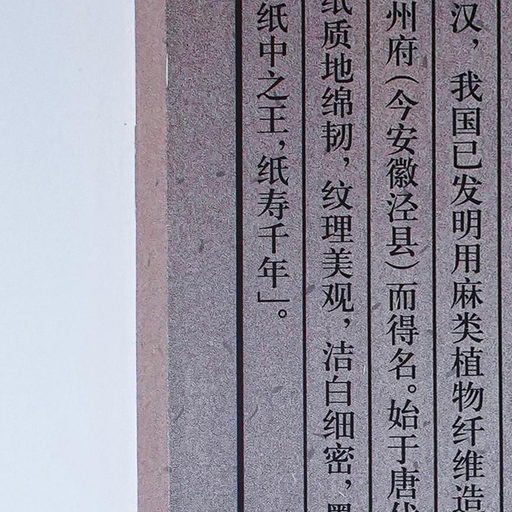 汉，我国已发明用麻类植物纤维造
州府（今安徽泾县）而得名。始于唐代
纸质地绵韧，纹理美观，洁白细密，墨
纸中之王，纸寿千年」。